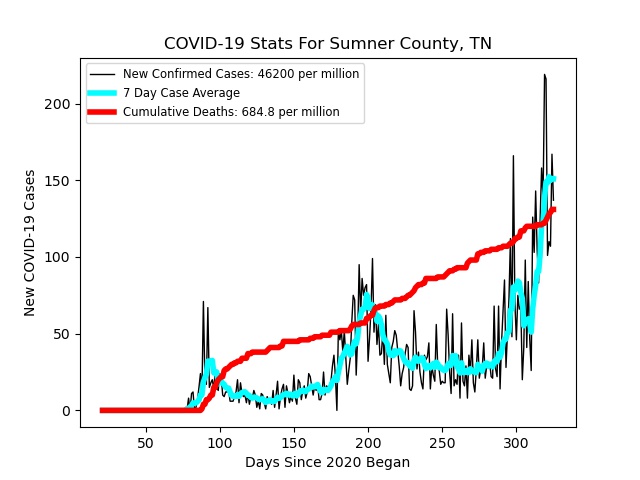 COVID-19 Stats For Sumner County, TN
New Confirmed Cases: 46200 per million
7 Day Case Average
Cumulative Deaths: 684.8 per million
New COVID-19 Cases
200
150
100
50
0
50 100 150 200 250 300
Days Since 2020 Began